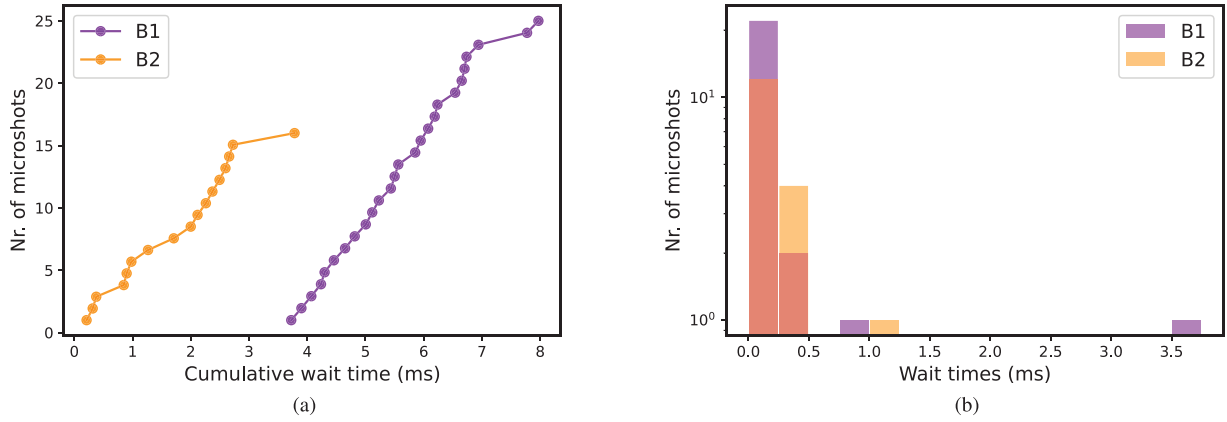 B1
B2
Nr. of microshots
25
20
15
10
5
0
0 1 2 3 4 5 6 7 8
Cumulative wait time (ms)
(a)
B1
B2
Nr. of microshots
10¹
10⁰
0.0 0.5 1.0 1.5 2.0 2.5 3.0 3.5
Wait times (ms)
(b)